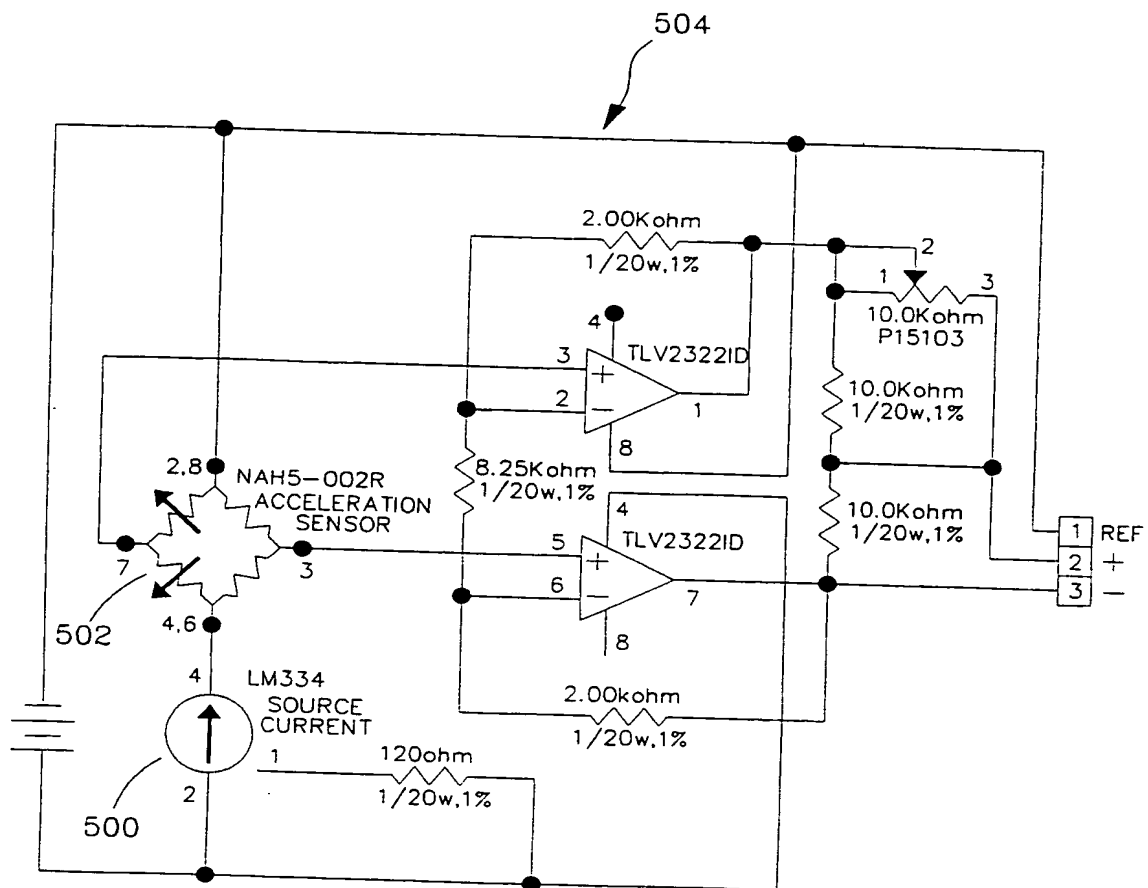 504
2.00Kohm
1/20w,1%
2
1
3
10.0Kohm
P15103
4
TLV2322ID
3
+
2
−
1
8
10.0Kohm
1/20w,1%
2,8
NAH5-002R
ACCELERATION
SENSOR
8.25Kohm
1/20w,1%
4
TLV2322ID
10.0Kohm
1/20w,1%
7
3
5
+
6
−
7
8
1 REF
2 +
3 −
502
4,6
4
LM334
SOURCE
CURRENT
2.00kohm
1/20w,1%
1
120ohm
1/20w,1%
2
500